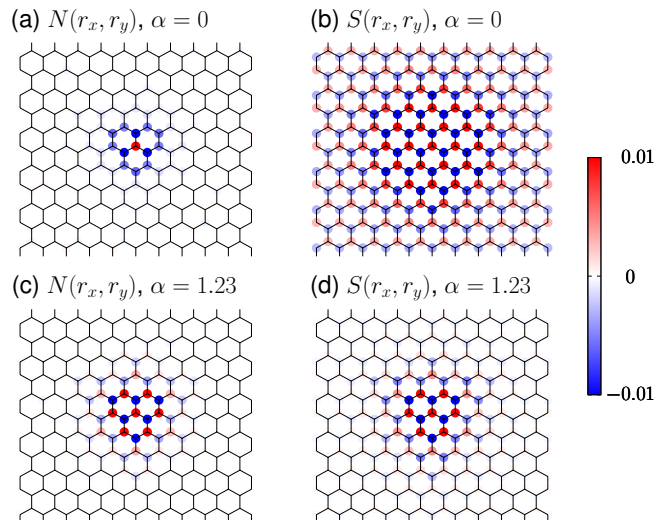 (a) N(r_x, r_y), α = 0
(b) S(r_x, r_y), α = 0
0.01
0
−0.01
(c) N(r_x, r_y), α = 1.23
(d) S(r_x, r_y), α = 1.23